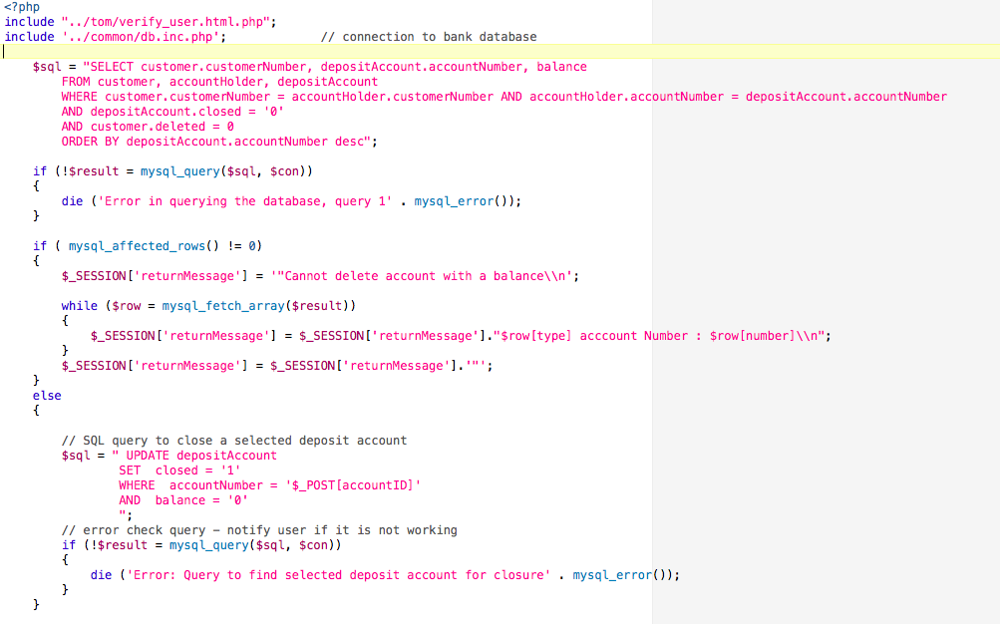 <?php
include "../tom/verify_user.html.php";
include '../common/db.inc.php';             // connection to bank database

    $sql = "SELECT customer.customerNumber, depositAccount.accountNumber, balance
        FROM customer, accountHolder, depositAccount
        WHERE customer.customerNumber = accountHolder.customerNumber AND accountHolder.accountNumber = depositAccount.accountNumber
        AND depositAccount.closed = '0'
        AND customer.deleted = 0
        ORDER BY depositAccount.accountNumber desc";

    if (!$result = mysql_query($sql, $con))
    {
        die ('Error in querying the database, query 1' . mysql_error());
    }

    if ( mysql_affected_rows() != 0)
    {
        $_SESSION['returnMessage'] = '"Cannot delete account with a balance\\n';

        while ($row = mysql_fetch_array($result))
        {
            $_SESSION['returnMessage'] = $_SESSION['returnMessage']."$row[type] acccount Number : $row[number]\\n";
        }
        $_SESSION['returnMessage'] = $_SESSION['returnMessage'].'"';
    }
    else
    {

        // SQL query to close a selected deposit account
        $sql = " UPDATE depositAccount
                SET  closed = '1'
                WHERE  accountNumber = '$_POST[accountID]'
                AND  balance = '0'
                ";
        // error check query – notify user if it is not working
        if (!$result = mysql_query($sql, $con))
        {
            die ('Error: Query to find selected deposit account for closure' . mysql_error());
        }
    }